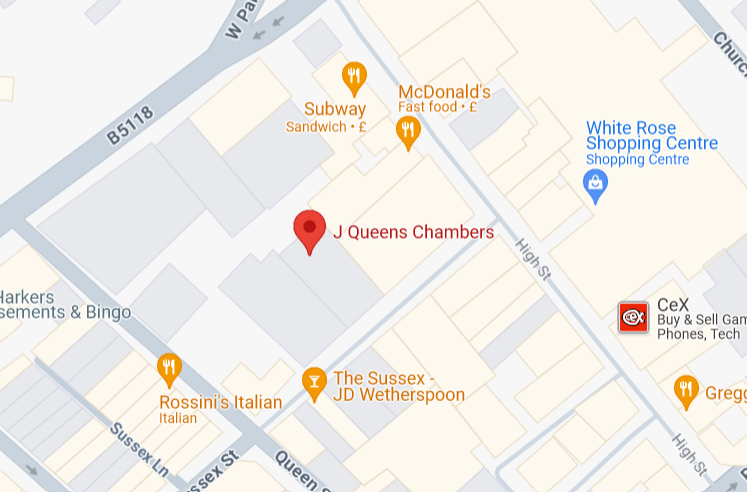 W Par
Church
B5118
Subway
Sandwich • £
McDonald's
Fast food • £
White Rose
Shopping Centre
Shopping Centre
J Queens Chambers
High St
Harkers
sements & Bingo
CeX
Buy & Sell Gam
Phones, Tech
The Sussex -
JD Wetherspoon
Rossini's Italian
Italian
Gregg
Sussex Ln
ssex St
Queen S
High St